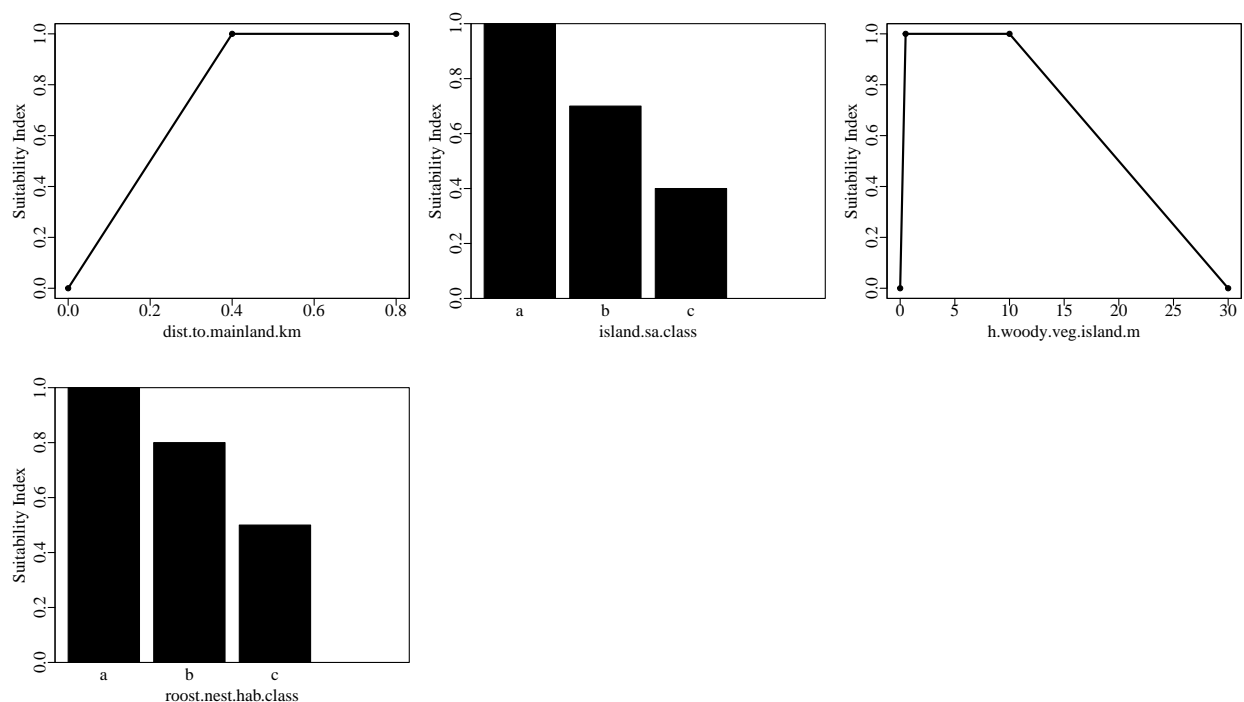 Suitability Index
0.0 0.2 0.4 0.6 0.8 1.0
0.0 0.2 0.4 0.6 0.8
dist.to.mainland.km
Suitability Index
0.0 0.2 0.4 0.6 0.8 1.0
a b c
island.sa.class
Suitability Index
0.0 0.2 0.4 0.6 0.8 1.0
0 5 10 15 20 25 30
h.woody.veg.island.m
Suitability Index
0.0 0.2 0.4 0.6 0.8 1.0
a b c
roost.nest.hab.class